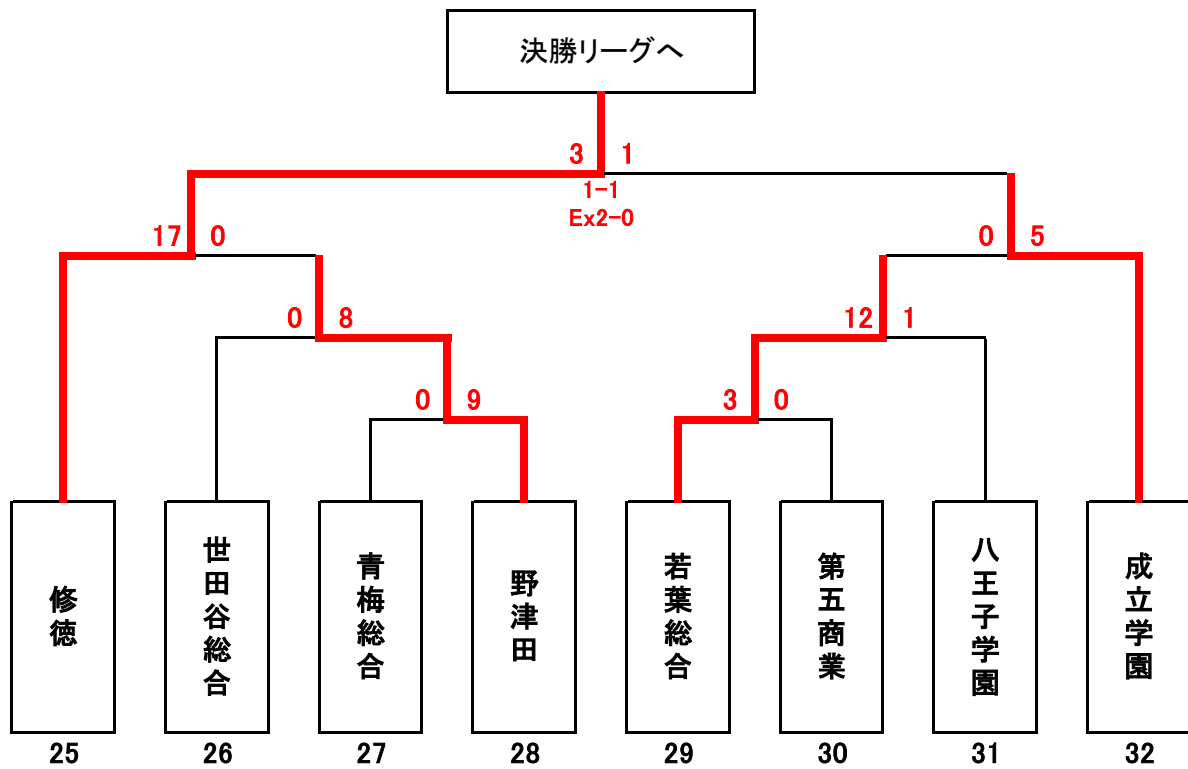 決勝リーグへ
3 1
1-1
Ex2-0
17 0
0 5
0 8
12 1
0 9
3 0
修徳
世田谷総合
青梅総合
野津田
若葉総合
第五商業
八王子学園
成立学園
25 26 27 28 29 30 31 32